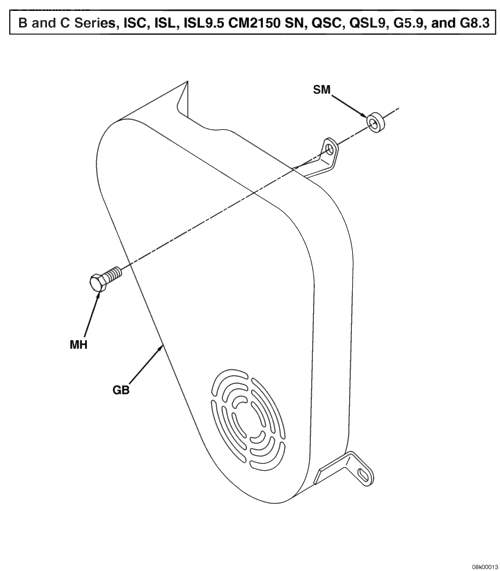 B and C Series, ISC, ISL, ISL9.5 CM2150 SN, QSC, QSL9, G5.9, and G8.3
SM
MH
GB
08k00013